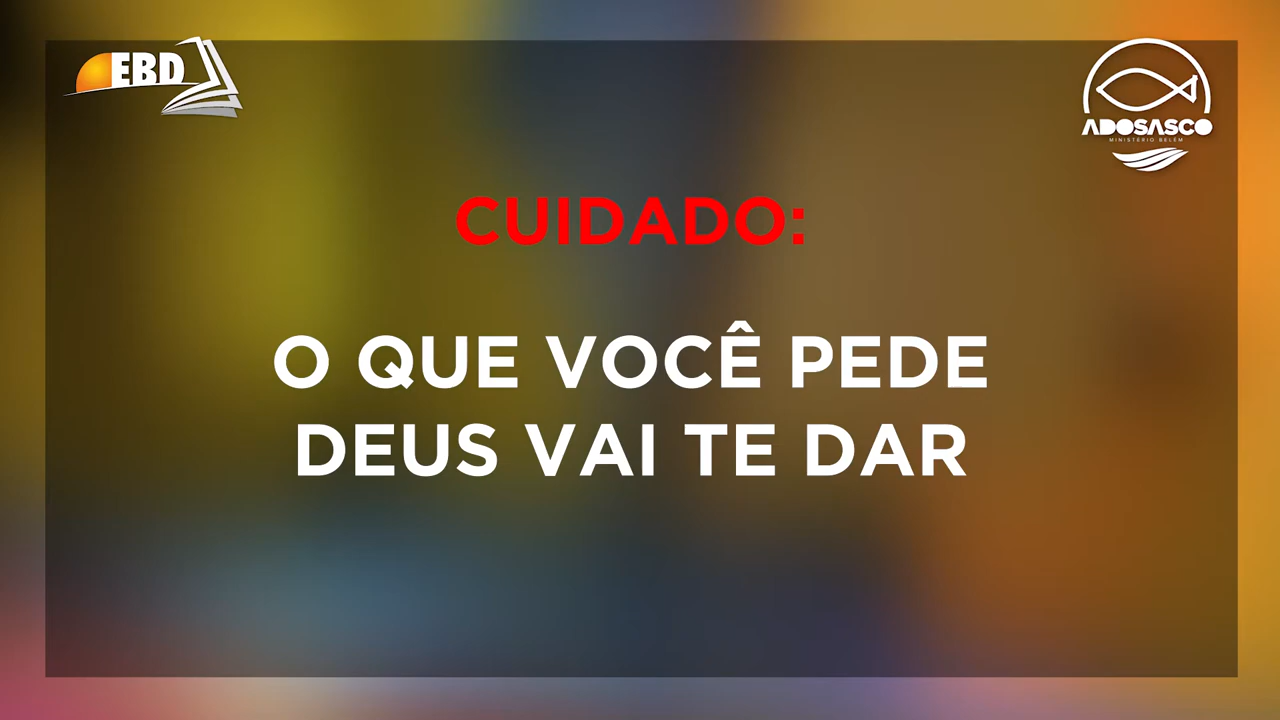 EBD
ADOSASCO
MINISTÉRIO BELÉM
CUIDADO:
O QUE VOCÊ PEDE
DEUS VAI TE DAR